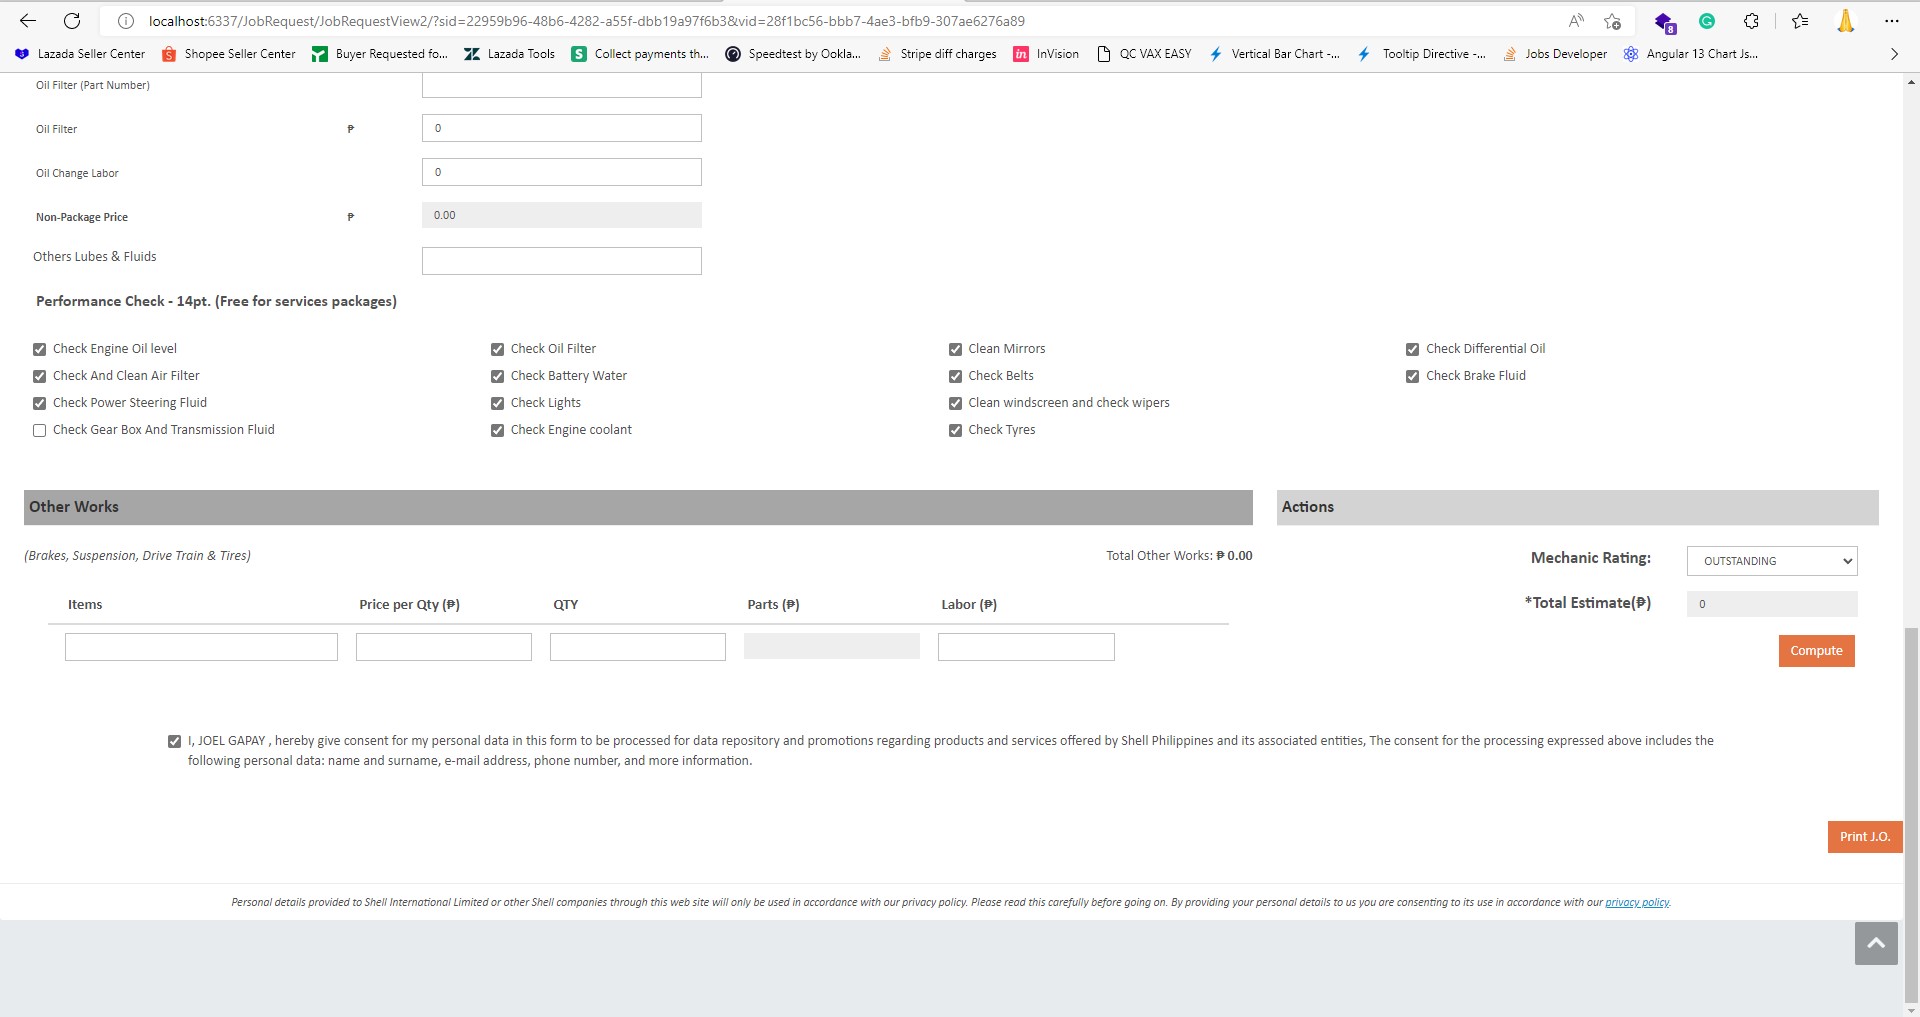 localhost:6337/JobRequest/JobRequestView2/?sid=22959b96-48b6-4282-a55f-dbb19a97f6b3&vid=28f1bc56-bbb7-4ae3-bfb9-307ae6276a89
8
Lazada Seller Center Shopee Seller Center Buyer Requested fo... Lazada Tools Collect payments th... Speedtest by Ookla... Stripe diff charges InVision QC VAX EASY Vertical Bar Chart -... Tooltip Directive -... Jobs Developer Angular 13 Chart Js...
Oil Filter (Part Number)
Oil Filter ₱ 0
Oil Change Labor 0
Non-Package Price ₱ 0.00
Others Lubes & Fluids
Performance Check - 14pt. (Free for services packages)
Check Engine Oil level Check Oil Filter Clean Mirrors Check Differential Oil
Check And Clean Air Filter Check Battery Water Check Belts Check Brake Fluid
Check Power Steering Fluid Check Lights Clean windscreen and check wipers
Check Gear Box And Transmission Fluid Check Engine coolant Check Tyres
Other Works Actions
(Brakes, Suspension, Drive Train & Tires) Total Other Works: ₱ 0.00 Mechanic Rating: OUTSTANDING
Items Price per Qty (₱) QTY Parts (₱) Labor (₱) *Total Estimate(₱) 0
Compute
I, JOEL GAPAY , hereby give consent for my personal data in this form to be processed for data repository and promotions regarding products and services offered by Shell Philippines and its associated entities, The consent for the processing expressed above includes the
following personal data: name and surname, e-mail address, phone number, and more information.
Print J.O.
Personal details provided to Shell International Limited or other Shell companies through this web site will only be used in accordance with our privacy policy. Please read this carefully before going on. By providing your personal details to us you are consenting to its use in accordance with our privacy policy.